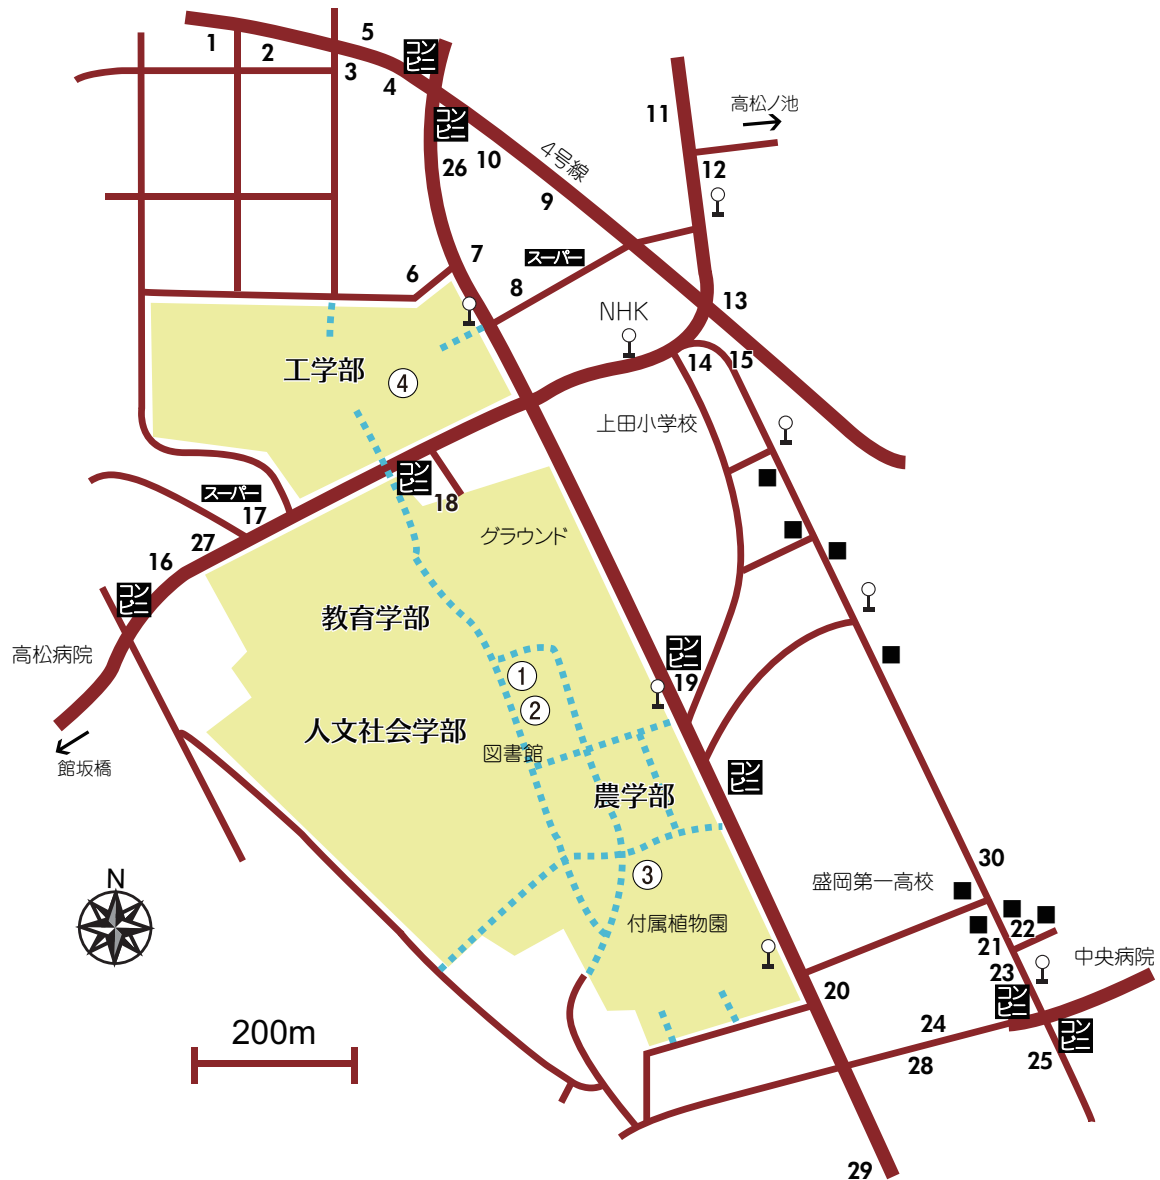 1
2
5
3
4
コン
ビニ
コン
ビニ
26
10
4号線
9
11
高松ノ池
12
7
6
スーパー
8
NHK
13
14
15
工学部
④
上田小学校
コン
ビニ
18
スーパー
17
27
16
コン
ビニ
グラウンド
教育学部
高松病院
館坂橋
人文社会学部
①
②
図書館
コン
ビニ
19
コン
ビニ
農学部
③
付属植物園
盛岡第一高校
30
22
21
23
中央病院
20
コン
ビニ
24
コン
ビニ
25
28
29
N
200m